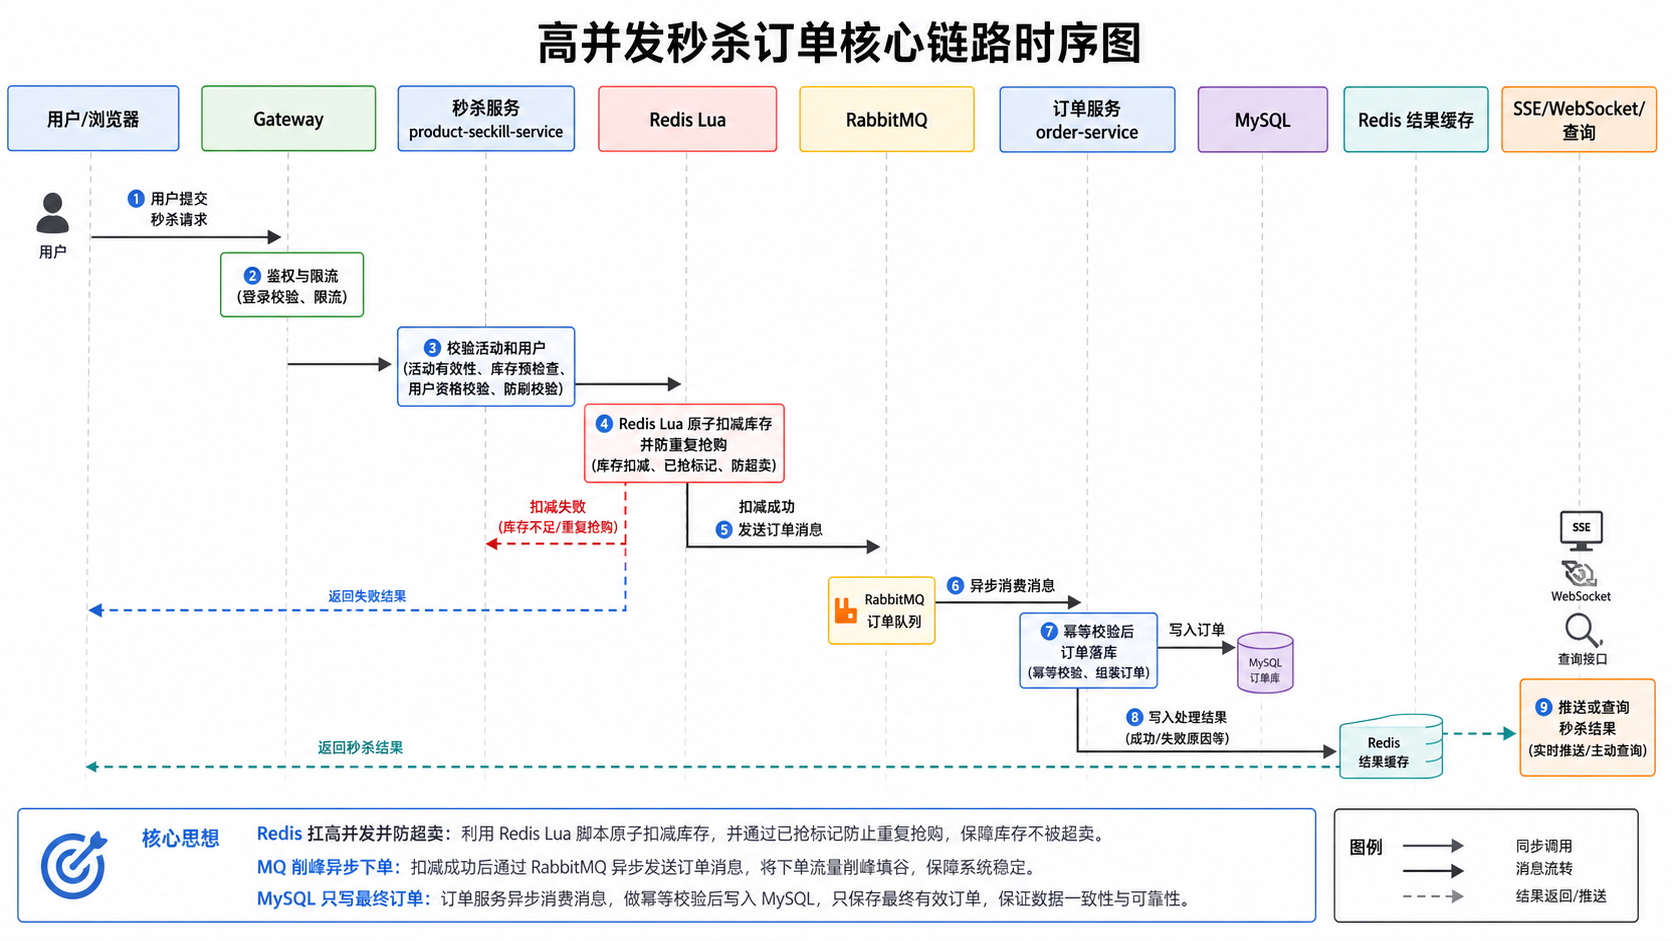 高并发秒杀订单核心链路时序图
用户/浏览器
Gateway
秒杀服务
product-seckill-service
Redis Lua
RabbitMQ
订单服务
order-service
MySQL
Redis 结果缓存
SSE/WebSocket/
查询
用户
1 用户提交
秒杀请求
2 鉴权与限流
(登录校验、限流)
3 校验活动和用户
(活动有效性、库存预检查、
用户资格校验、防刷校验)
4 Redis Lua 原子扣减库存
并防重复抢购
(库存扣减、已抢标记、防超卖)
扣减失败
(库存不足/重复抢购)
扣减成功
5 发送订单消息
返回失败结果
RabbitMQ
订单队列
6 异步消费消息
7 幂等校验后
订单落库
(幂等校验、组装订单)
写入订单
MySQL
订单库
8 写入处理结果
(成功/失败原因等)
Redis
结果缓存
返回秒杀结果
SSE
WebSocket
查询接口
9 推送或查询
秒杀结果
(实时推送/主动查询)
核心思想
Redis 扛高并发并防超卖：利用 Redis Lua 脚本原子扣减库存，并通过已抢标记防止重复抢购，保障库存不被超卖。
MQ 削峰异步下单：扣减成功后通过 RabbitMQ 异步发送订单消息，将下单流量削峰填谷，保障系统稳定。
MySQL 只写最终订单：订单服务异步消费消息，做幂等校验后写入 MySQL，只保存最终有效订单，保证数据一致性与可靠性。
图例
同步调用
消息流转
结果返回/推送